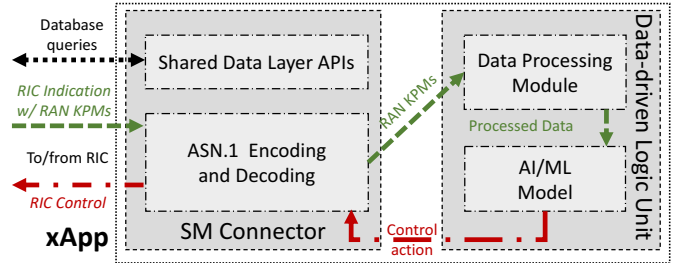 Database
queries
RIC Indication
w/ RAN KPMs
To/from RIC
RIC Control
xApp
Shared Data Layer APIs
ASN.1 Encoding
and Decoding
SM Connector
RAN KPMs
Control
action
Data Processing
Module
Processed Data
AI/ML
Model
Data-driven Logic Unit